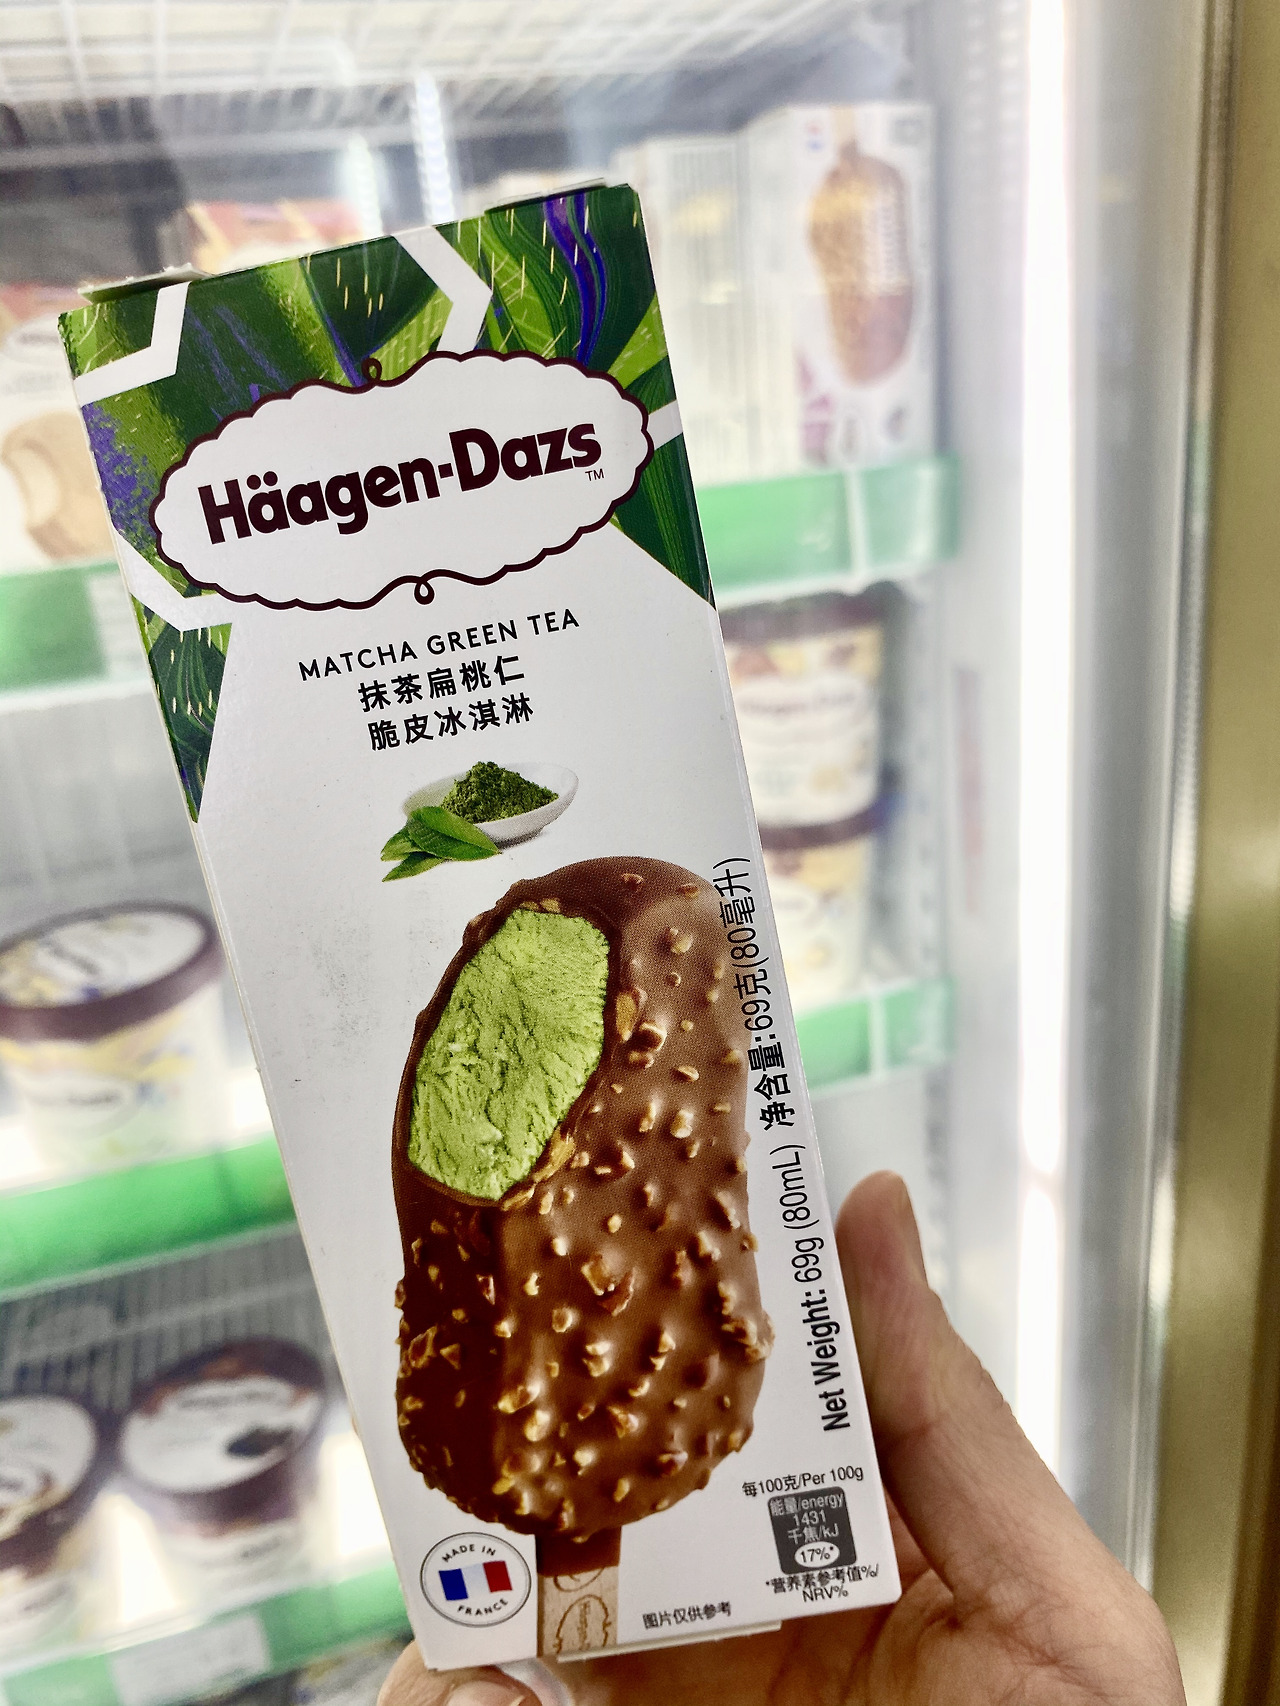 Häagen-Dazs
TM
MATCHA GREEN TEA
抹茶扁桃仁
脆皮冰淇淋
Net Weight: 69g (80mL) 净含量:69克(80毫升)
每100克/Per 100g
能量/energy
1431
千焦/kJ
17%*
*营养素参考值%/
NRV%
MADE IN
FRANCE
图片仅供参考